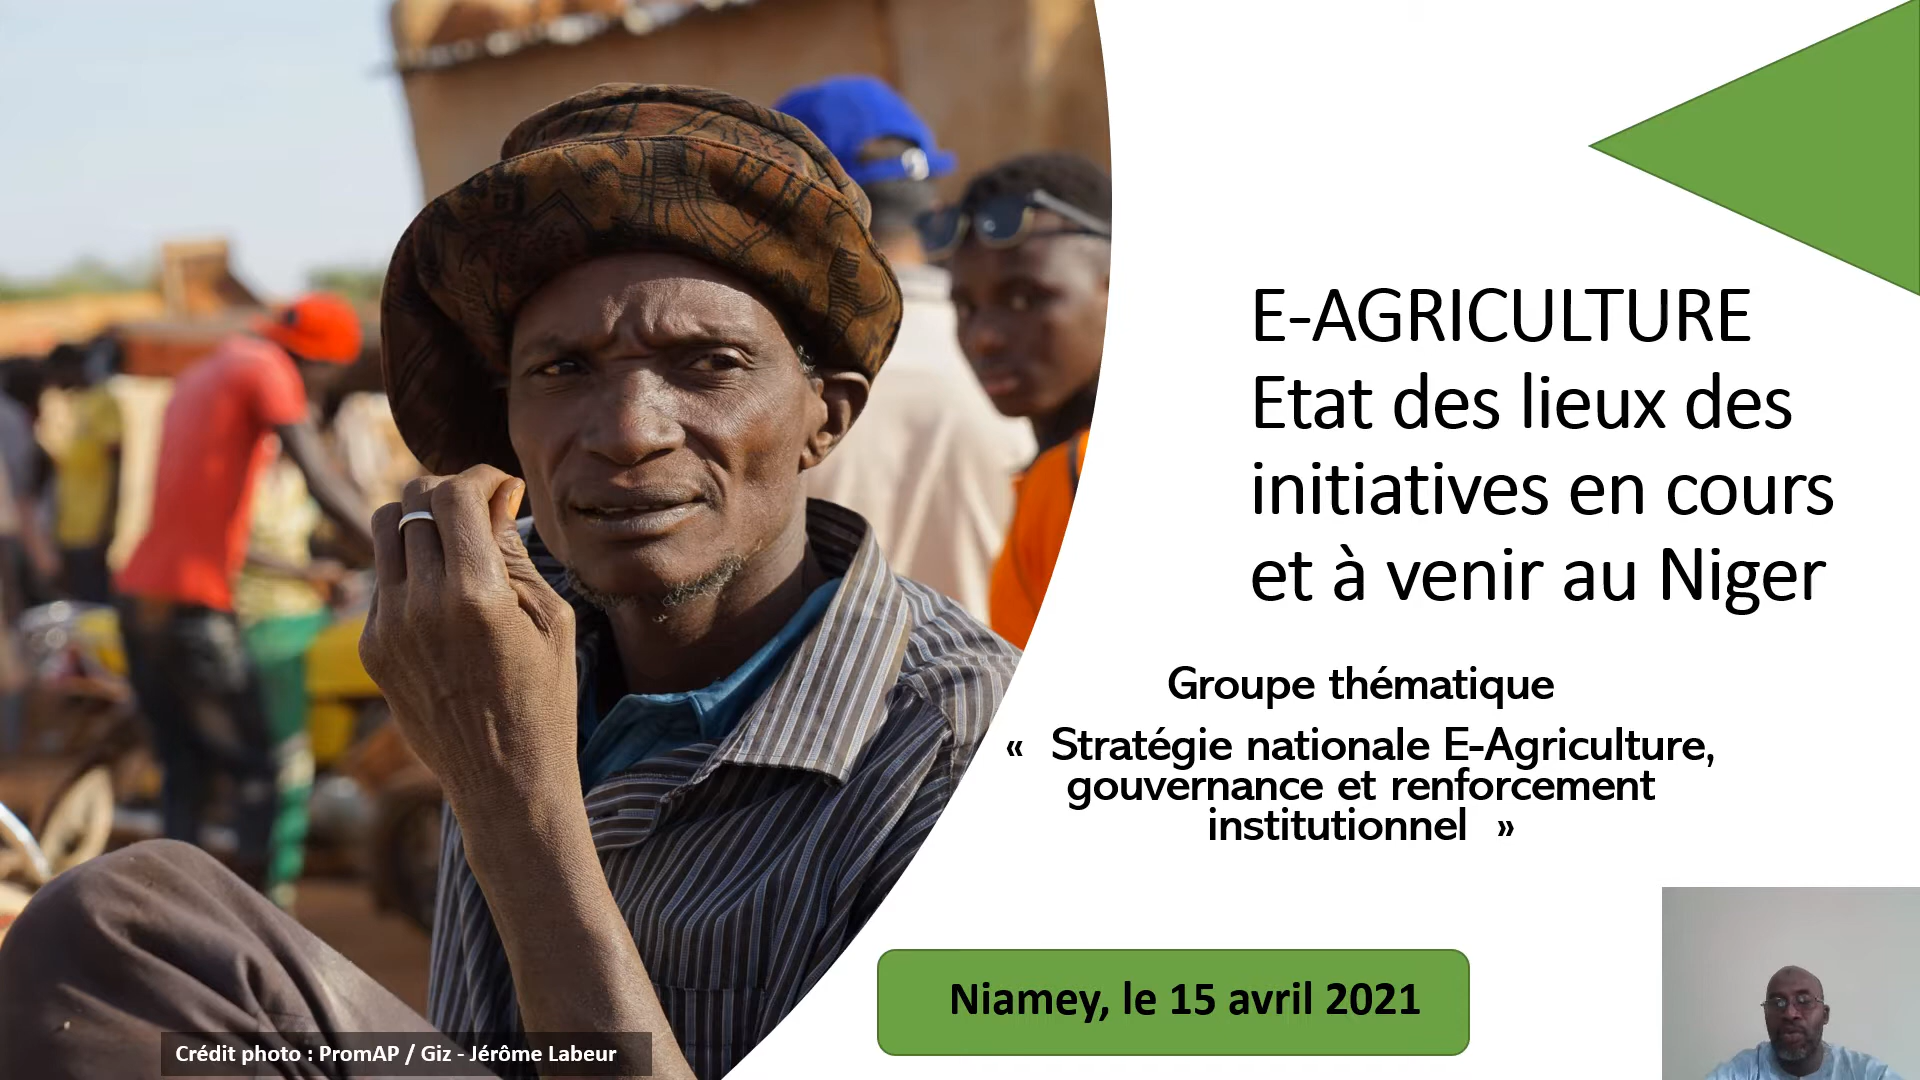 E-AGRICULTURE
Etat des lieux des
initiatives en cours
et à venir au Niger
Groupe thématique
« Stratégie nationale E-Agriculture,
gouvernance et renforcement
institutionnel »
Niamey, le 15 avril 2021
Crédit photo : PromAP / Giz - Jérôme Labeur